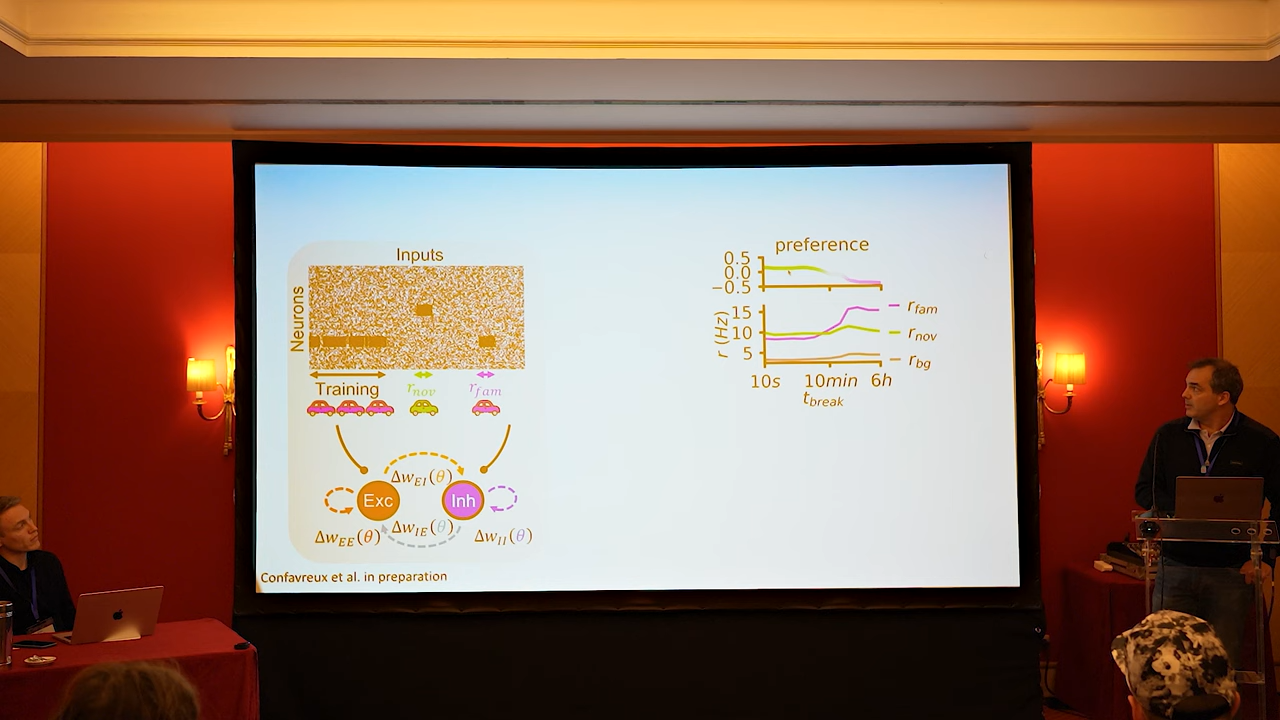 Inputs
Neurons
Training
r_nov
r_fam
Δw_EI(θ)
Exc
Inh
Δw_IE(θ)
Δw_EE(θ)
Δw_II(θ)
Confavreux et al. in preparation
preference
0.5
0.0
−0.5
r (Hz)
15
10
5
r_fam
r_nov
r_bg
10s 10min 6h
t_break